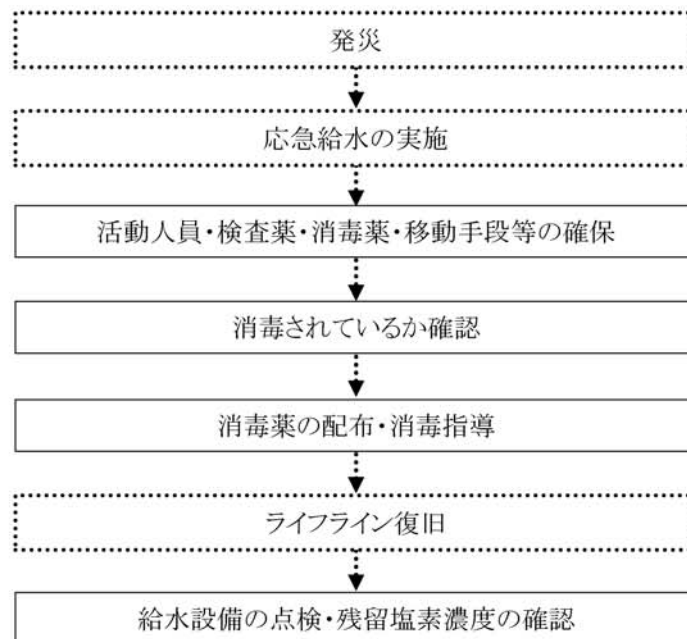 発災
応急給水の実施
活動人員・検査薬・消毒薬・移動手段等の確保
消毒されているか確認
消毒薬の配布・消毒指導
ライフライン復旧
給水設備の点検・残留塩素濃度の確認